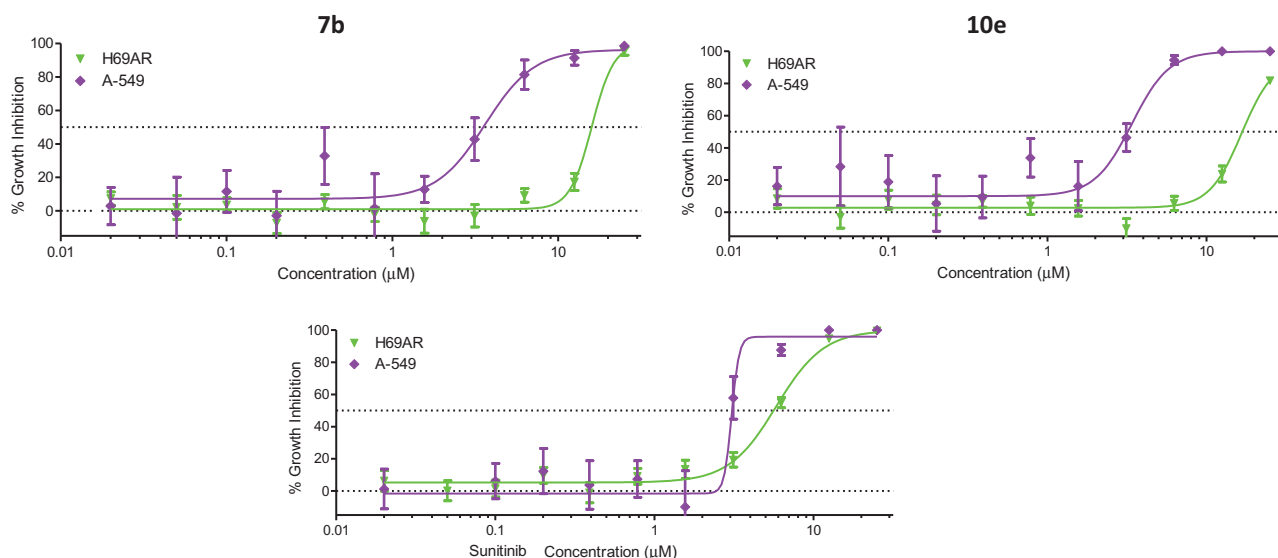 7b
10e
H69AR
A-549
% Growth Inhibition
100
80
60
40
20
0
0.01
0.1
1
10
Concentration (μM)
H69AR
A-549
% Growth Inhibition
100
80
60
40
20
0
0.01
0.1
1
10
Concentration (μM)
H69AR
A-549
% Growth Inhibition
100
80
60
40
20
0
0.01
0.1
1
10
Sunitinib Concentration (μM)